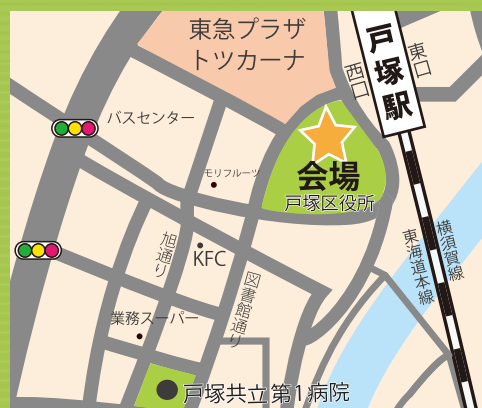 東急プラザ
トツカーナ
戸塚駅
西口
東口
バスセンター
モリフルーツ
会場
戸塚区役所
旭通り
KFC
図書館通り
東海道本線
横須賀線
業務スーパー
戸塚共立第1病院